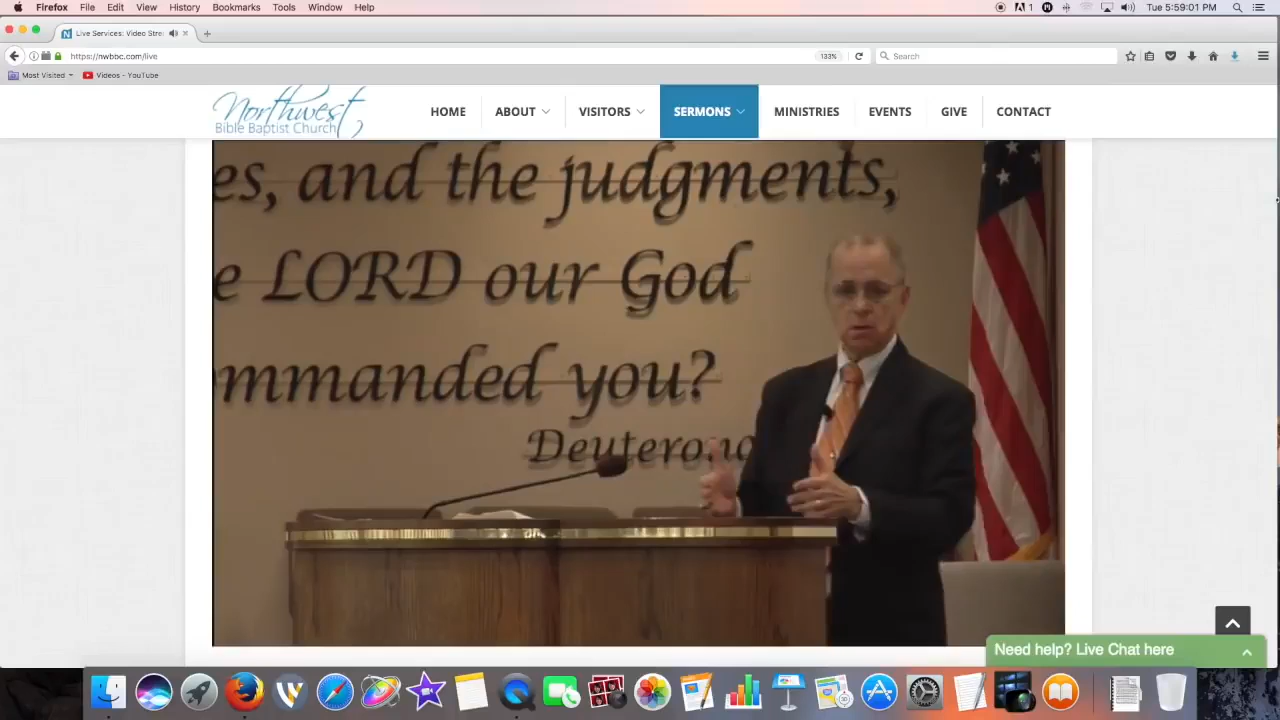 Firefox File Edit View History Bookmarks Tools Window Help
1
Tue 5:59:01 PM
Live Services: Video Stre
https://nwbbc.com/live
133%
Search
Most Visited
Videos - YouTube
Northwest
Bible Baptist Church
HOME ABOUT VISITORS SERMONS MINISTRIES EVENTS GIVE CONTACT
es, and the judgments,
e LORD our God
mmanded you?
Deuterono
Need help? Live Chat here